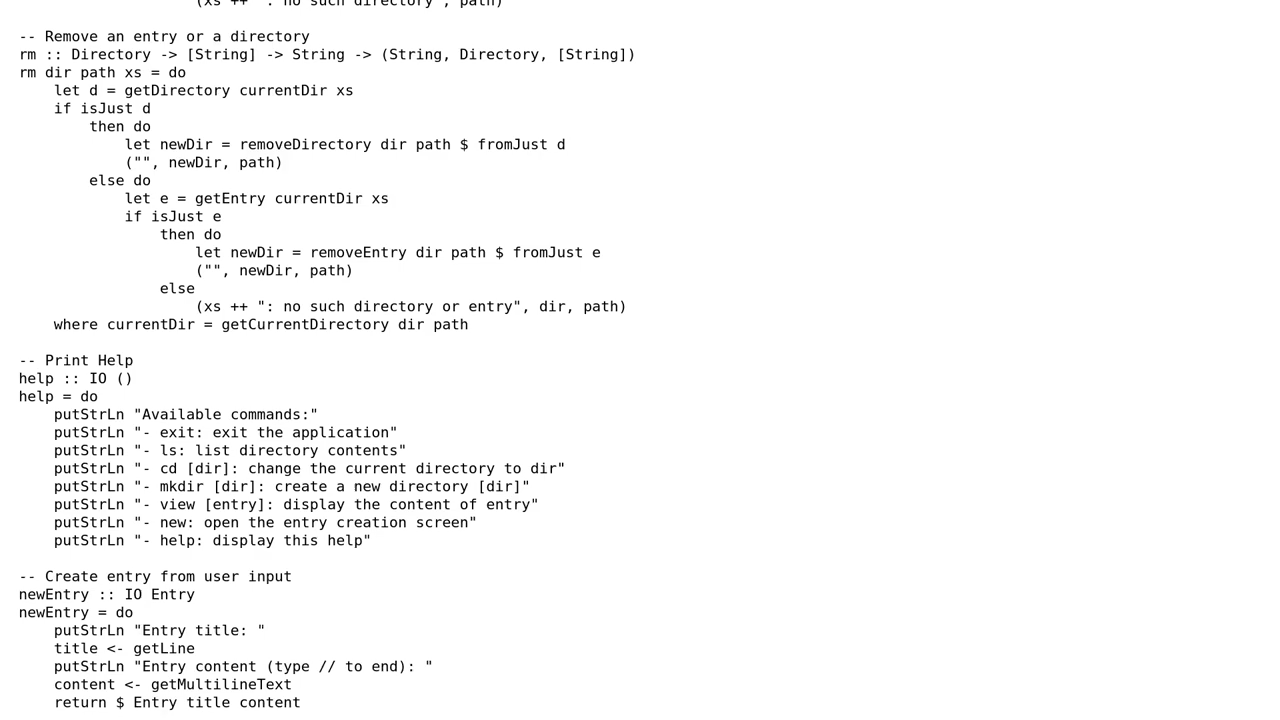 (xs ++ ": no such directory", path)

-- Remove an entry or a directory
rm :: Directory -> [String] -> String -> (String, Directory, [String])
rm dir path xs = do
    let d = getDirectory currentDir xs
    if isJust d
        then do
            let newDir = removeDirectory dir path $ fromJust d
            ("", newDir, path)
        else do
            let e = getEntry currentDir xs
            if isJust e
                then do
                    let newDir = removeEntry dir path $ fromJust e
                    ("", newDir, path)
                else
                    (xs ++ ": no such directory or entry", dir, path)
    where currentDir = getCurrentDirectory dir path

-- Print Help
help :: IO ()
help = do
    putStrLn "Available commands:"
    putStrLn "- exit: exit the application"
    putStrLn "- ls: list directory contents"
    putStrLn "- cd [dir]: change the current directory to dir"
    putStrLn "- mkdir [dir]: create a new directory [dir]"
    putStrLn "- view [entry]: display the content of entry"
    putStrLn "- new: open the entry creation screen"
    putStrLn "- help: display this help"

-- Create entry from user input
newEntry :: IO Entry
newEntry = do
    putStrLn "Entry title: "
    title <- getLine
    putStrLn "Entry content (type // to end): "
    content <- getMultilineText
    return $ Entry title content